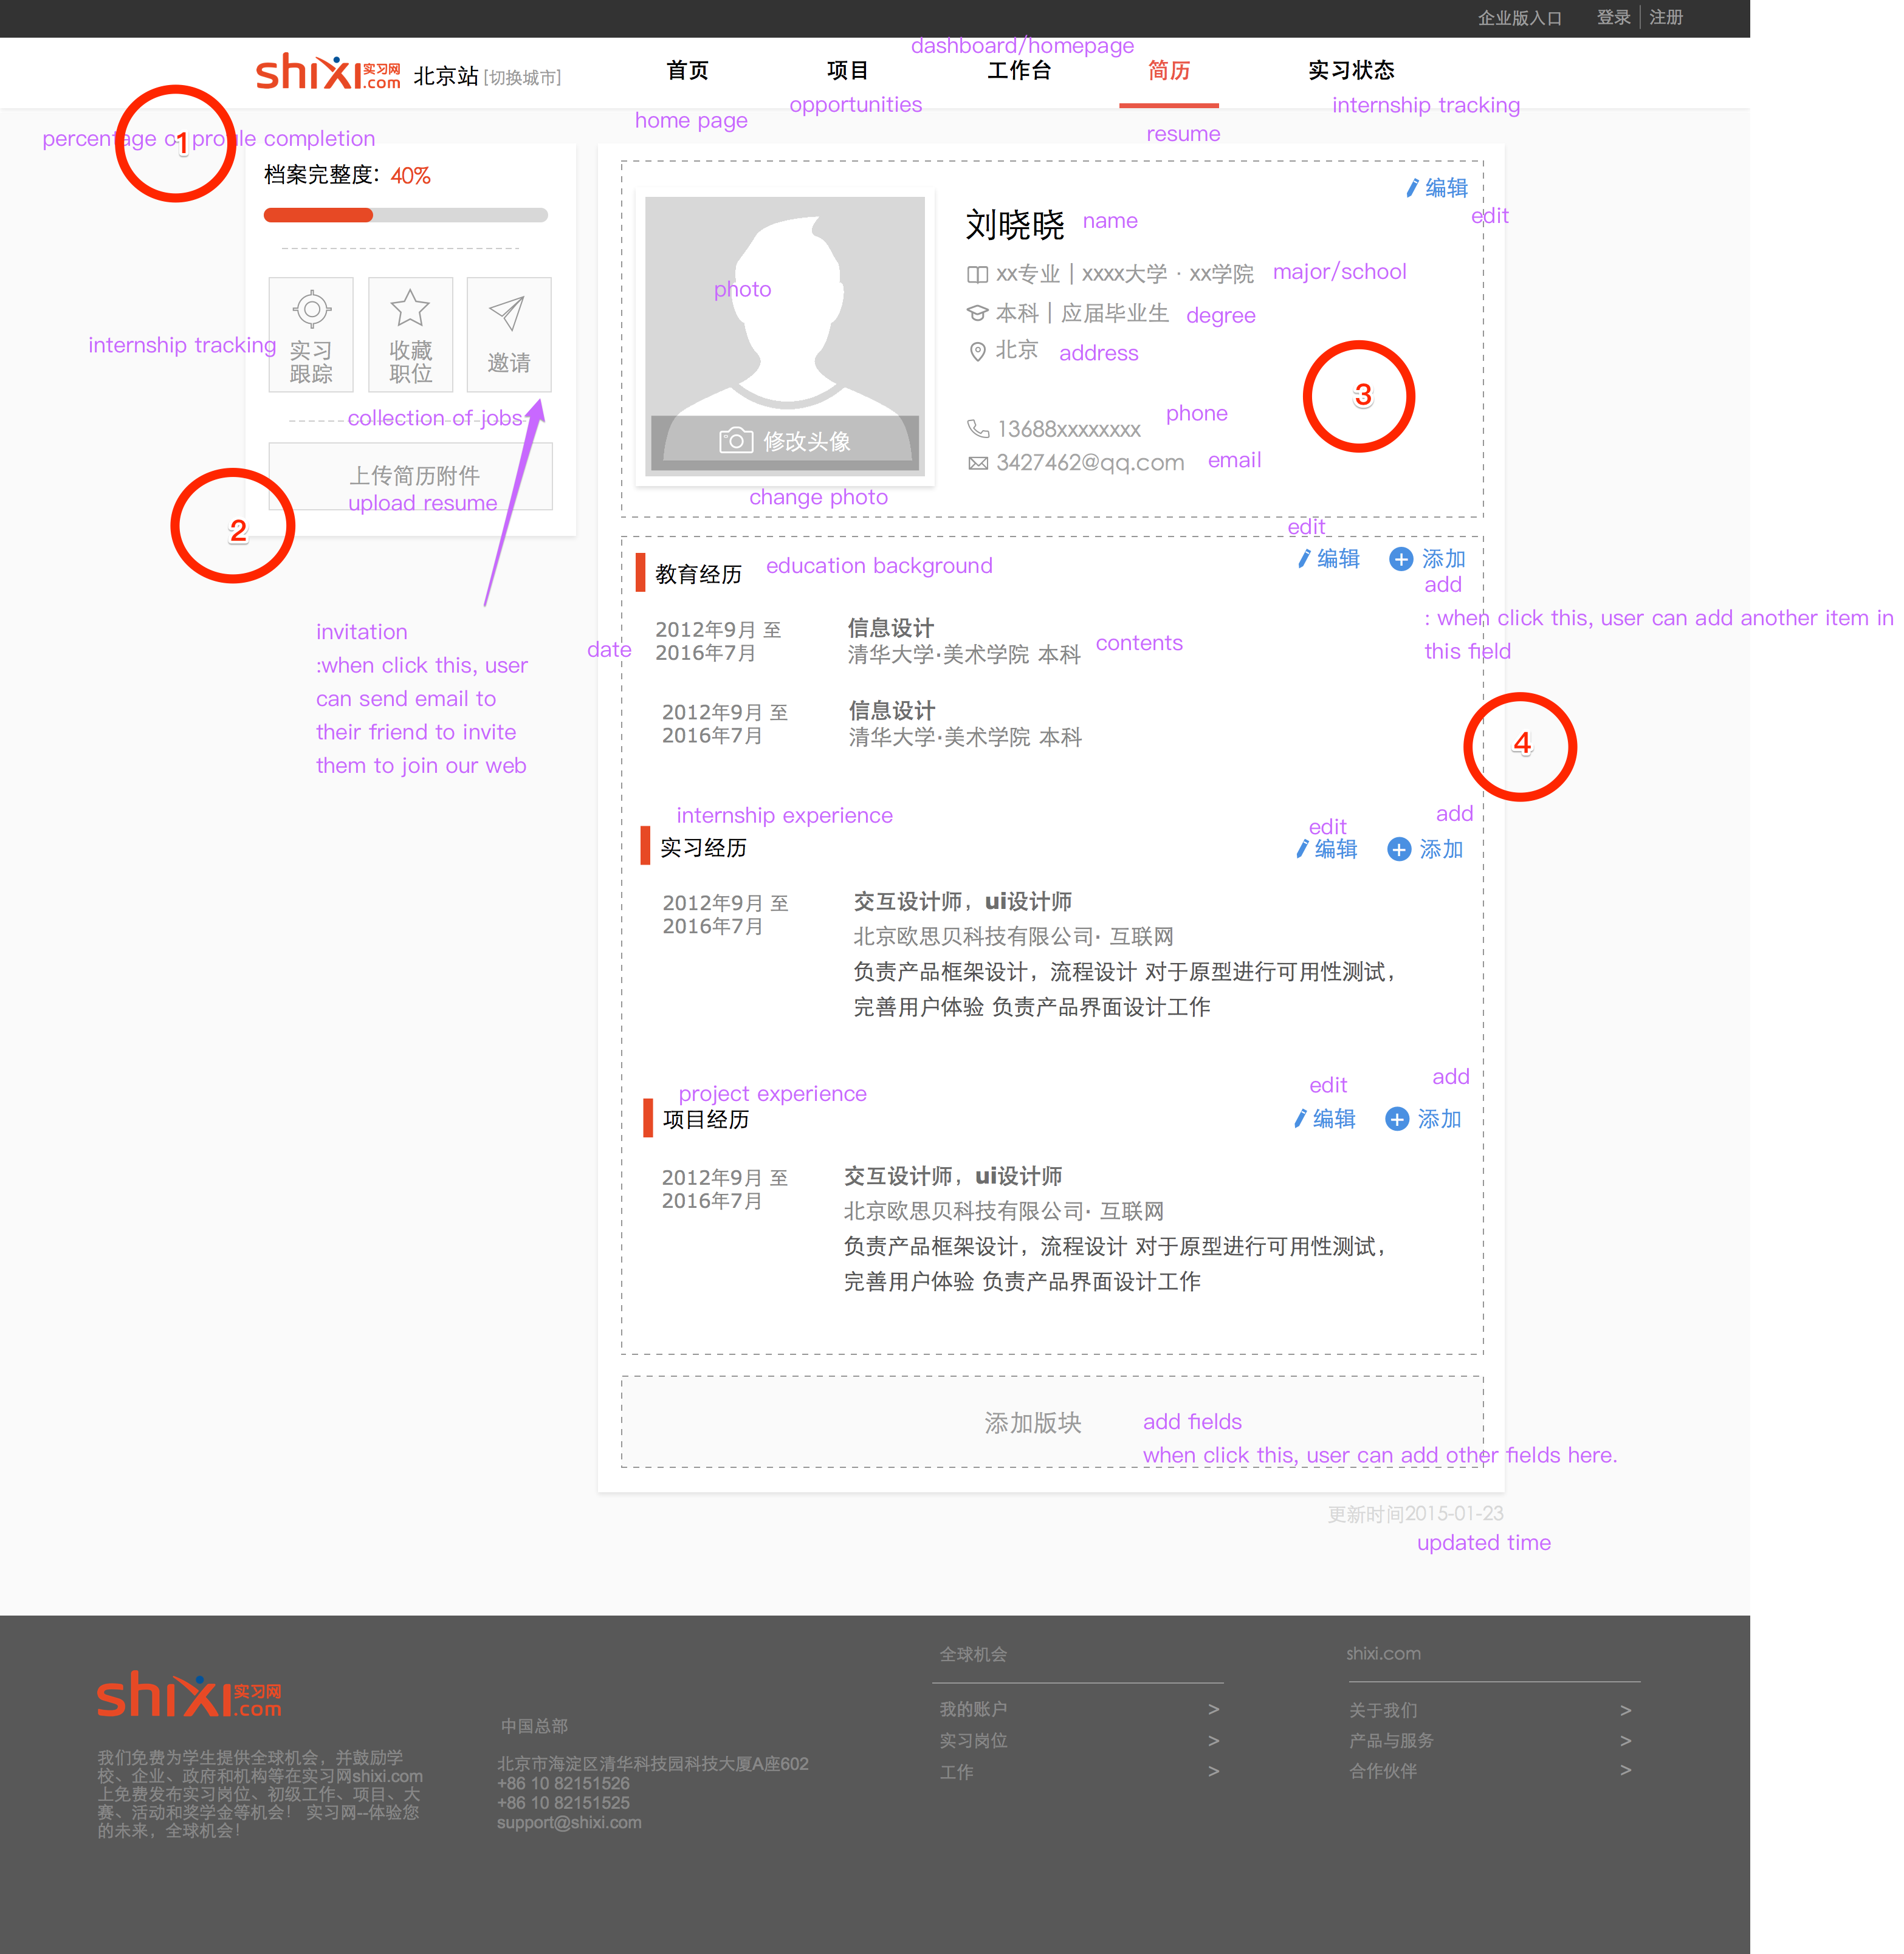 企业版入口 登录 注册
shixi实习网.com 北京站 [切换城市]
首页 项目 工作台 简历 实习状态
dashboard/homepage
home page
opportunities
resume
internship tracking
1
percentage of profile completion
档案完整度：40%
internship tracking
实习
跟踪
收藏
职位
邀请
collection of jobs
上传简历附件
upload resume
2
invitation
:when click this, user
can send email to
their friend to invite
them to join our web
编辑
edit
photo
修改头像
change photo
刘晓晓 name
xx专业 | xxxx大学 · xx学院 major/school
本科 | 应届毕业生 degree
北京 address
3
13688xxxxxxxx phone
3427462@qq.com email
教育经历 education background
edit
编辑 添加
add
: when click this, user can add another item in
this field
date
2012年9月 至
2016年7月
信息设计
清华大学·美术学院 本科 contents
2012年9月 至
2016年7月
信息设计
清华大学·美术学院 本科
4
internship experience
实习经历
edit add
编辑 添加
2012年9月 至
2016年7月
交互设计师，ui设计师
北京欧思贝科技有限公司· 互联网
负责产品框架设计，流程设计 对于原型进行可用性测试，
完善用户体验 负责产品界面设计工作
project experience
项目经历
edit add
编辑 添加
2012年9月 至
2016年7月
交互设计师，ui设计师
北京欧思贝科技有限公司· 互联网
负责产品框架设计，流程设计 对于原型进行可用性测试，
完善用户体验 负责产品界面设计工作
添加版块 add fields
when click this, user can add other fields here.
更新时间2015-01-23
updated time
shixi实习网.com
我们免费为学生提供全球机会，并鼓励学
校、企业、政府和机构等在实习网shixi.com
上免费发布实习岗位、初级工作、项目、大
赛、活动和奖学金等机会！ 实习网--体验您
的未来，全球机会！
中国总部
北京市海淀区清华科技园科技大厦A座602
+86 10 82151526
+86 10 82151525
support@shixi.com
全球机会
我的账户 >
实习岗位 >
工作 >
shixi.com
关于我们 >
产品与服务 >
合作伙伴 >